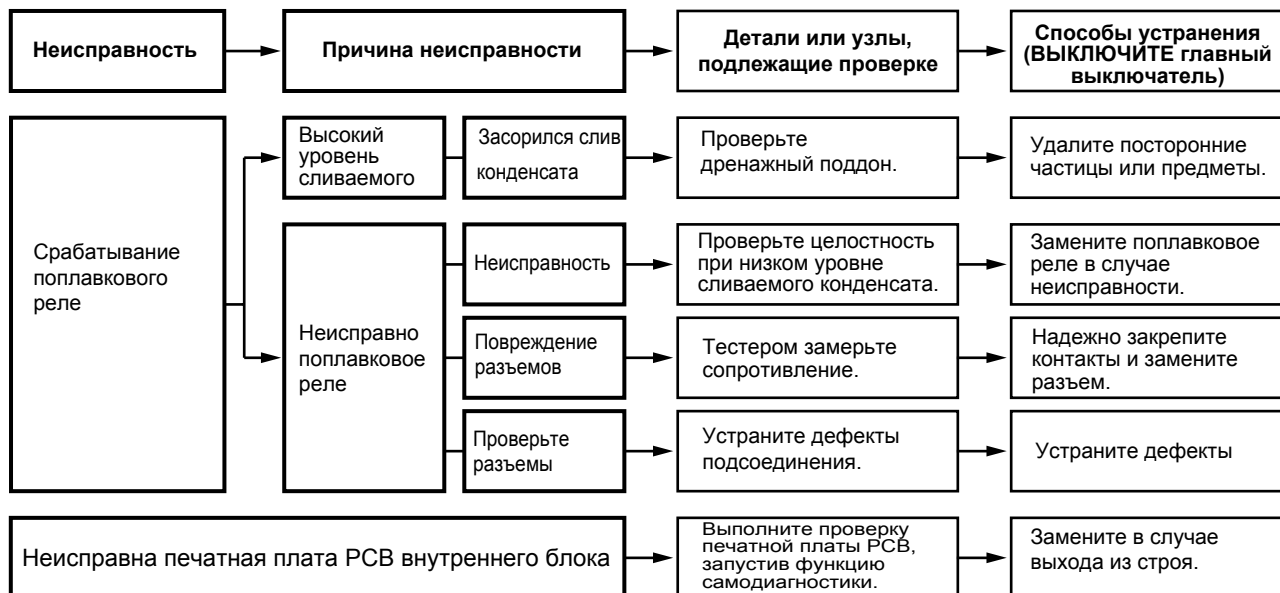 Неисправность
Причина неисправности
Детали или узлы,
подлежащие проверке
Способы устранения
(ВЫКЛЮЧИТЕ главный
выключатель)
Срабатывание
поплавкового
реле
Высокий
уровень
сливаемого
Засорился слив
конденсата
Проверьте
дренажный поддон.
Удалите посторонние
частицы или предметы.
Неисправно
поплавковое
реле
Неисправность
Проверьте целостность
при низком уровне
сливаемого конденсата.
Замените поплавковое
реле в случае
неисправности.
Повреждение
разъемов
Тестером замерьте
сопротивление.
Надежно закрепите
контакты и замените
разъем.
Проверьте
разъемы
Устраните дефекты
подсоединения.
Устраните дефекты
Неисправна печатная плата PCB внутреннего блока
Выполните проверку
печатной платы PCB,
запустив функцию
самодиагностики.
Замените в случае
выхода из строя.